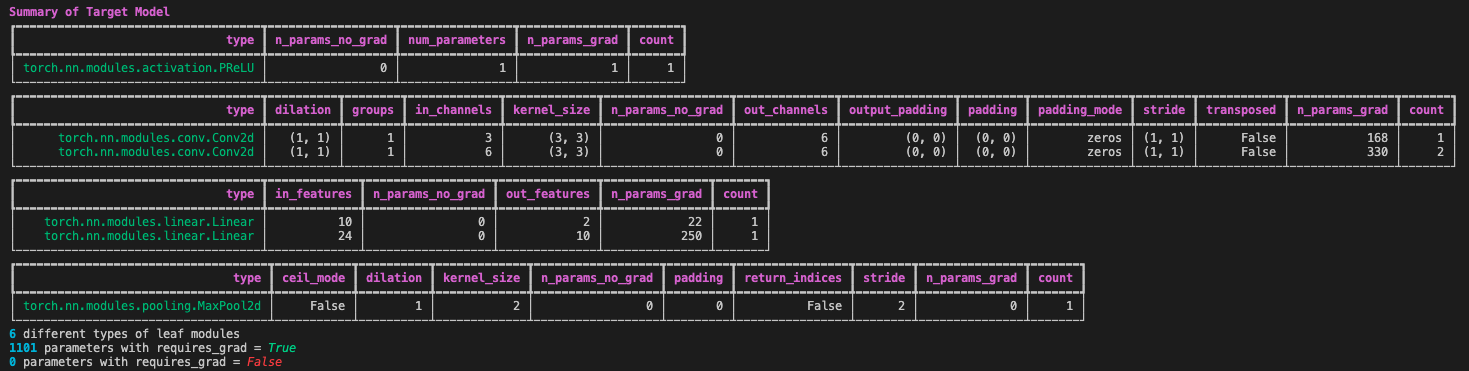 Summary of Target Model
type n_params_no_grad num_parameters n_params_grad count
torch.nn.modules.activation.PReLU 0 1 1 1
type dilation groups in_channels kernel_size n_params_no_grad out_channels output_padding padding padding_mode stride transposed n_params_grad count
torch.nn.modules.conv.Conv2d (1, 1) 1 3 (3, 3) 0 6 (0, 0) (0, 0) zeros (1, 1) False 168 1
torch.nn.modules.conv.Conv2d (1, 1) 1 6 (3, 3) 0 6 (0, 0) (0, 0) zeros (1, 1) False 330 2
type in_features n_params_no_grad out_features n_params_grad count
torch.nn.modules.linear.Linear 10 0 2 22 1
torch.nn.modules.linear.Linear 24 0 10 250 1
type ceil_mode dilation kernel_size n_params_no_grad padding return_indices stride n_params_grad count
torch.nn.modules.pooling.MaxPool2d False 1 2 0 0 False 2 0 1
6 different types of leaf modules
1101 parameters with requires_grad = True
0 parameters with requires_grad = False